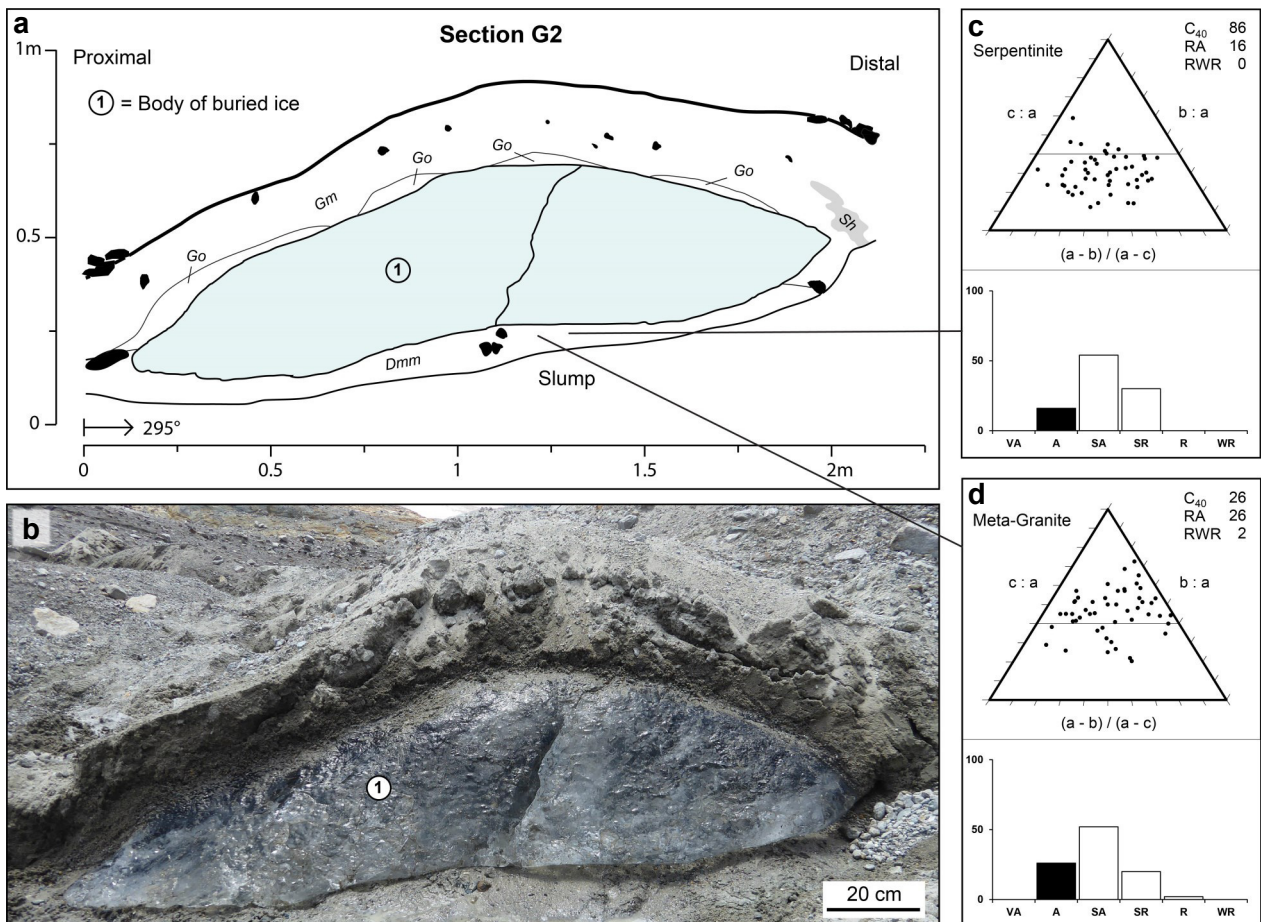 a
Section G2
1m
Proximal
Distal
1 = Body of buried ice
Go
Go
Go
Go
Gm
0.5
Sh
1
Dmm
Slump
0
295°
0
0.5
1
1.5
2m
b
1
20 cm
c
Serpentinite
C40 86
RA 16
RWR 0
c : a
b : a
(a - b) / (a - c)
100
50
0
VA A SA SR R WR
d
Meta-Granite
C40 26
RA 26
RWR 2
c : a
b : a
(a - b) / (a - c)
100
50
0
VA A SA SR R WR